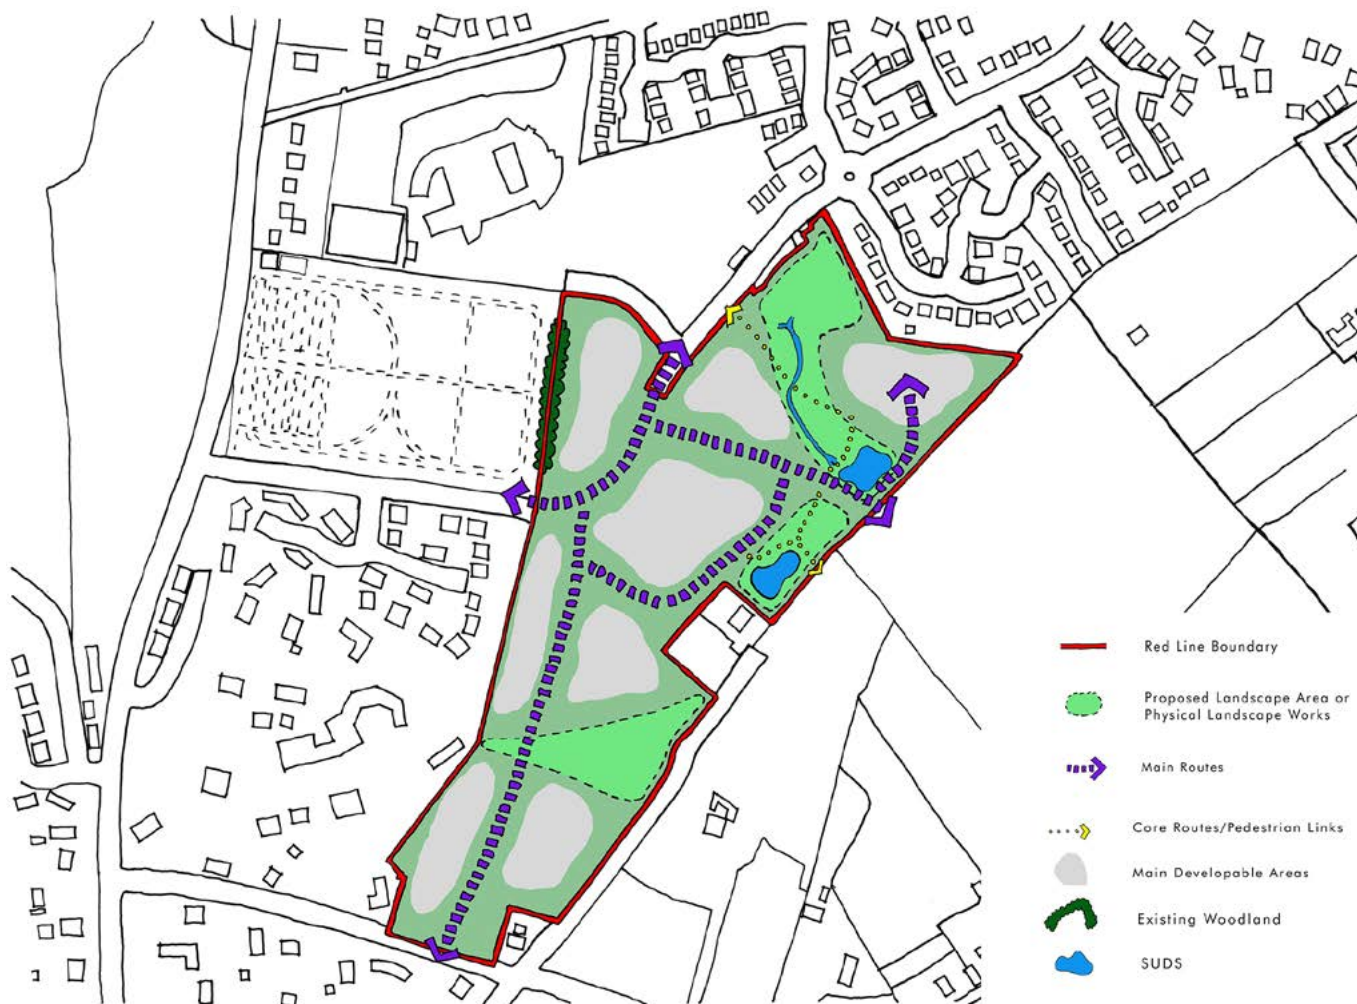 Red Line Boundary
Proposed Landscape Area or
Physical Landscape Works
Main Routes
Core Routes/Pedestrian Links
Main Developable Areas
Existing Woodland
SUDS